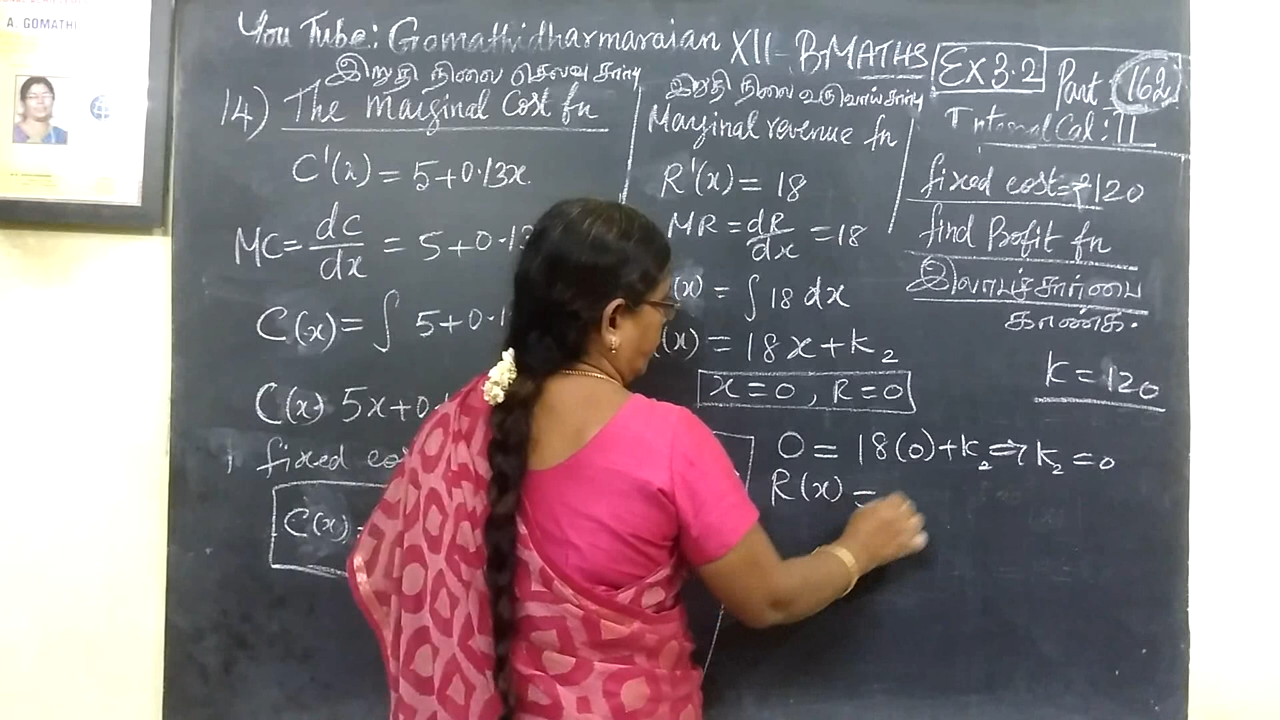 A. GOMATHI
You Tube: Gomathidharmaraian XII - B.MATHS
EX 3.2
Part: 162
Integral Cal: II
இறுதி நிலை செலவு சார்பு
14) The Marginal Cost fn
C'(x) = 5+0.13x.
MC = dc/dx = 5+0.13
C(x) = ∫ 5+0.1
C(x) 5x+0.
+ fixed co
C(x) =
இறுதி நிலை வருவாய் சார்பு
Marginal revenue fn
R'(x) = 18
MR = dR/dx = 18
(x) = ∫ 18 dx
(x) = 18x + k₂
x=0, R=0
0 = 18(0)+k₂ ⇒ k₂ = 0
R(x) =
fixed cost = ₹120
find Profit fn
இலாபச் சார்பை
காண்க.
k = 120